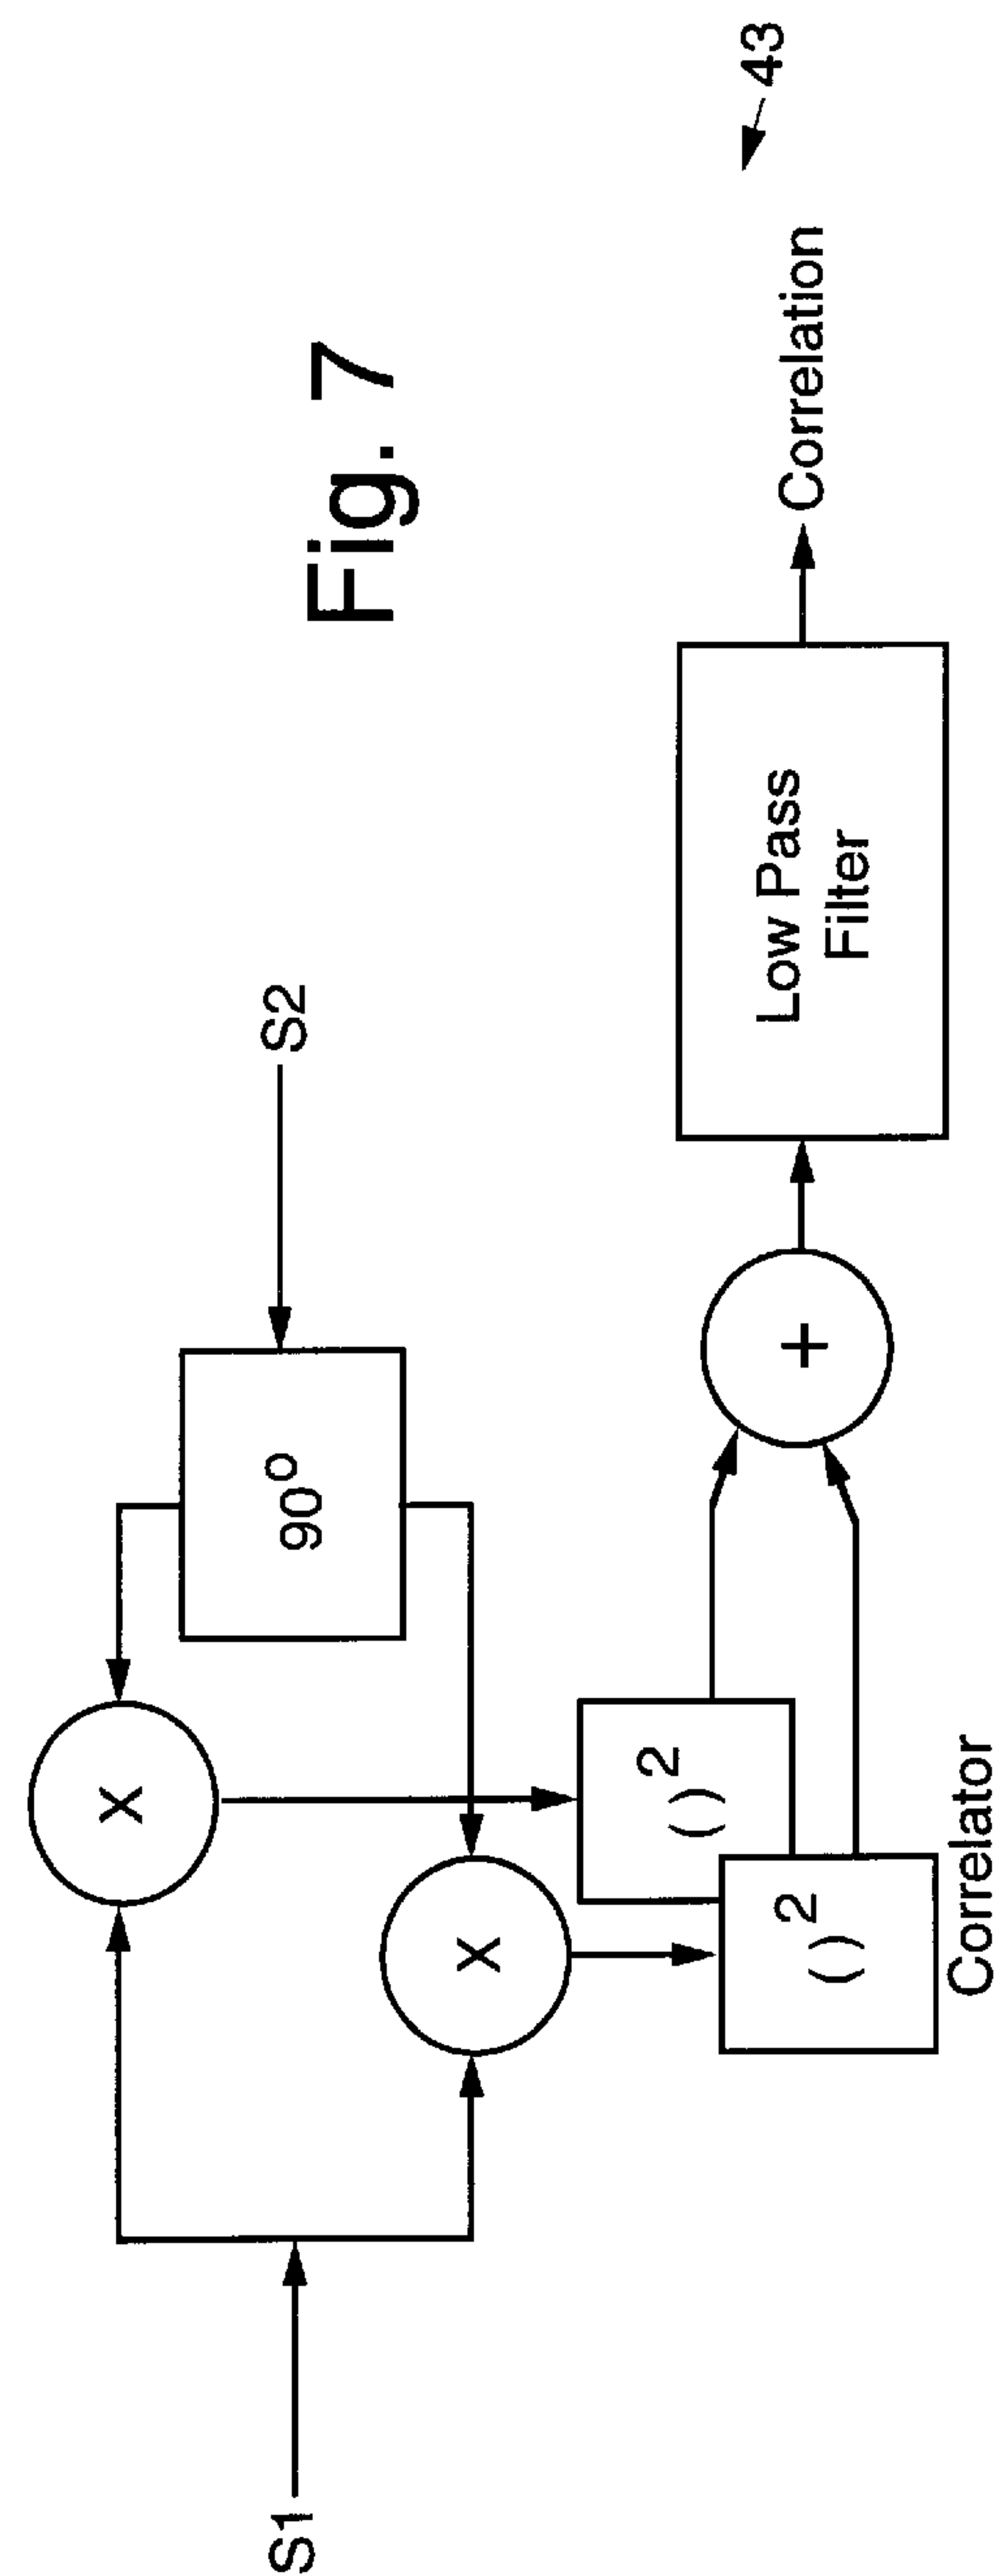 Fig. 7
S1
S2
90°
X
X
( )²
( )²
+
Low Pass
Filter
Correlation
43
Correlator